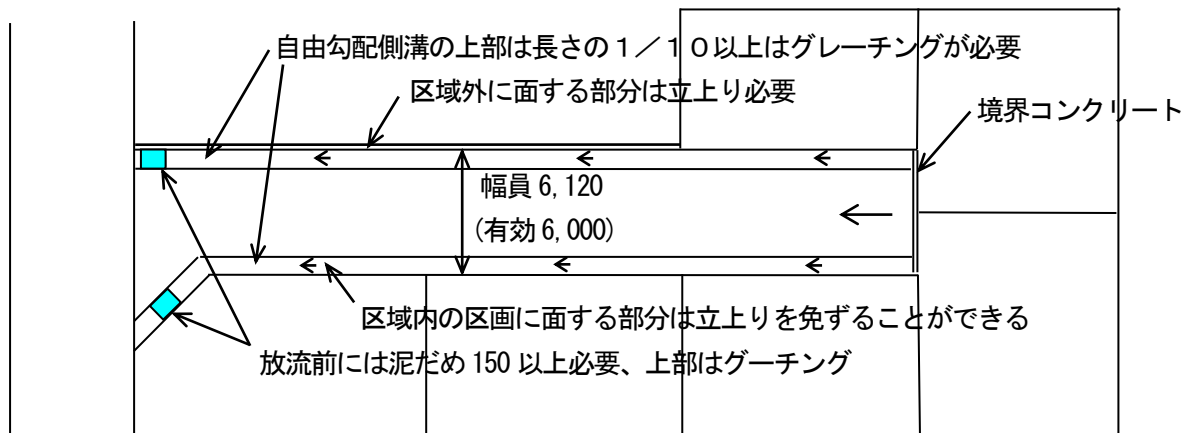 自由勾配側溝の上部は長さの１／１０以上はグレーチングが必要
区域外に面する部分は立上り必要
境界コンクリート
幅員 6,120
(有効 6,000)
区域内の区画に面する部分は立上りを免ずることができる
放流前には泥だめ 150 以上必要、上部はグーチング